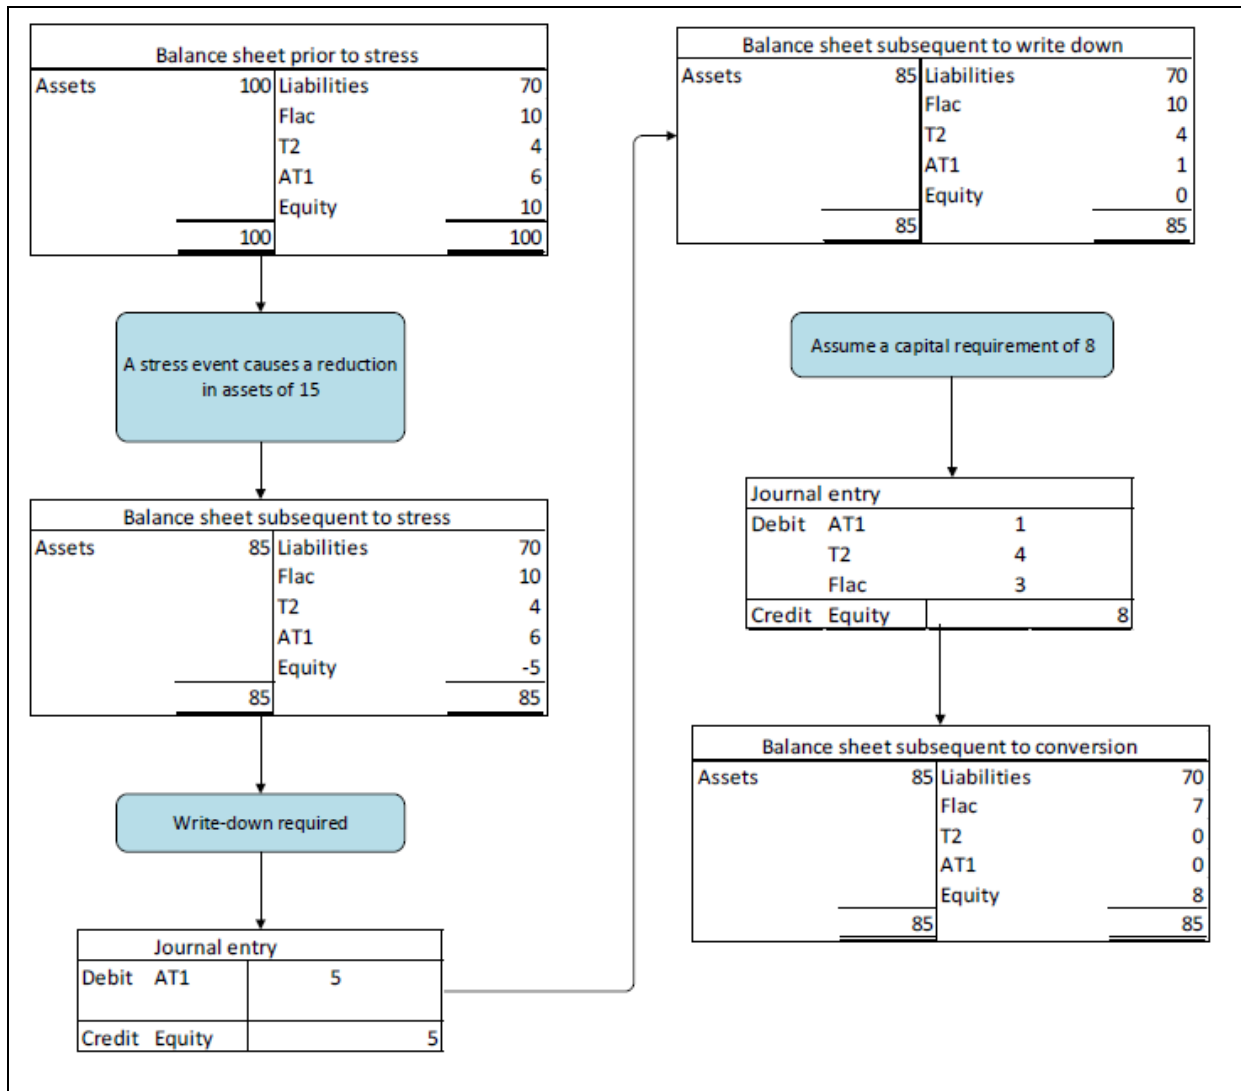 Balance sheet prior to stress
Assets 100 Liabilities 70
Flac 10
T2 4
AT1 6
Equity 10
100 100
A stress event causes a reduction
in assets of 15
Balance sheet subsequent to stress
Assets 85 Liabilities 70
Flac 10
T2 4
AT1 6
Equity -5
85 85
Write-down required
Journal entry
Debit AT1 5
Credit Equity 5
Balance sheet subsequent to write down
Assets 85 Liabilities 70
Flac 10
T2 4
AT1 1
Equity 0
85 85
Assume a capital requirement of 8
Journal entry
Debit AT1 1
T2 4
Flac 3
Credit Equity 8
Balance sheet subsequent to conversion
Assets 85 Liabilities 70
Flac 7
T2 0
AT1 0
Equity 8
85 85